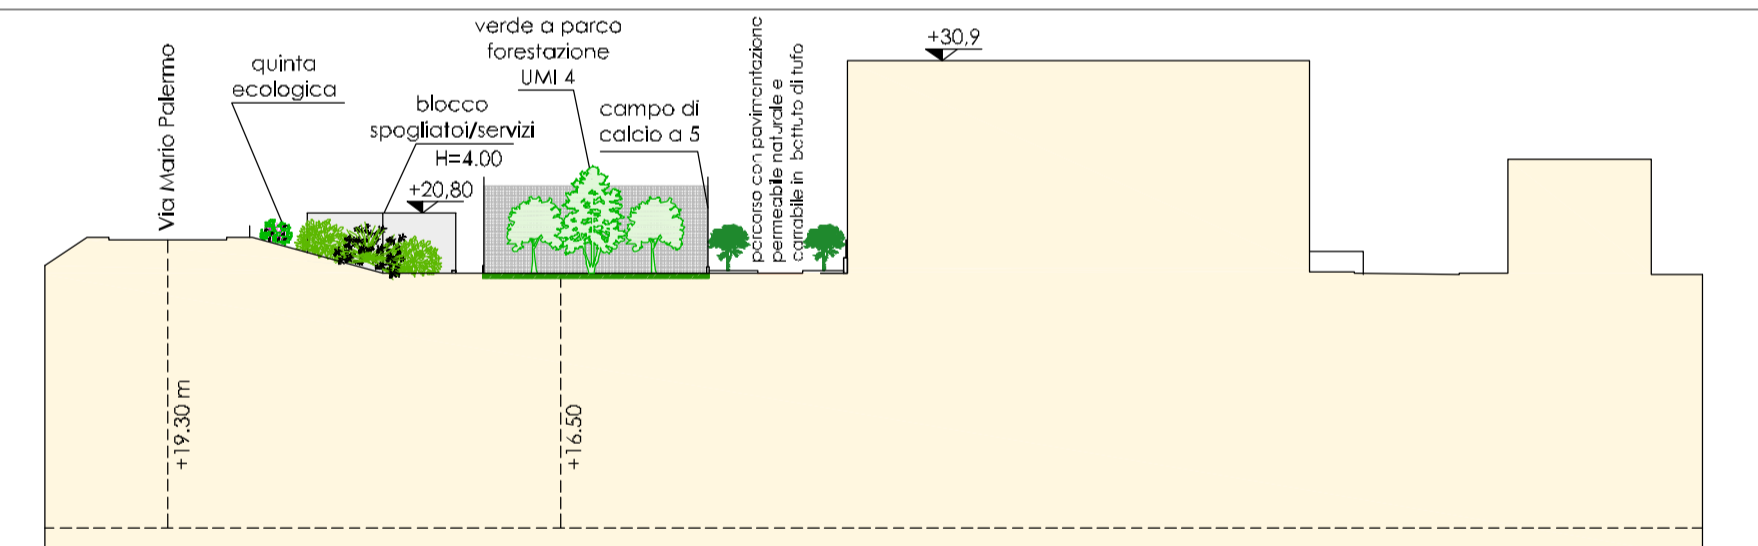 Via Mario Palermo
quinta
ecologica
blocco
spogliatoi/servizi
H=4.00
+20,80
verde a parco
forestazione
UMI 4
campo di
calcio a 5
percorso con pavimentazione
permeabile naturale e
carrabile in battuto di tufo
+30,9
+19.30 m
+16.50